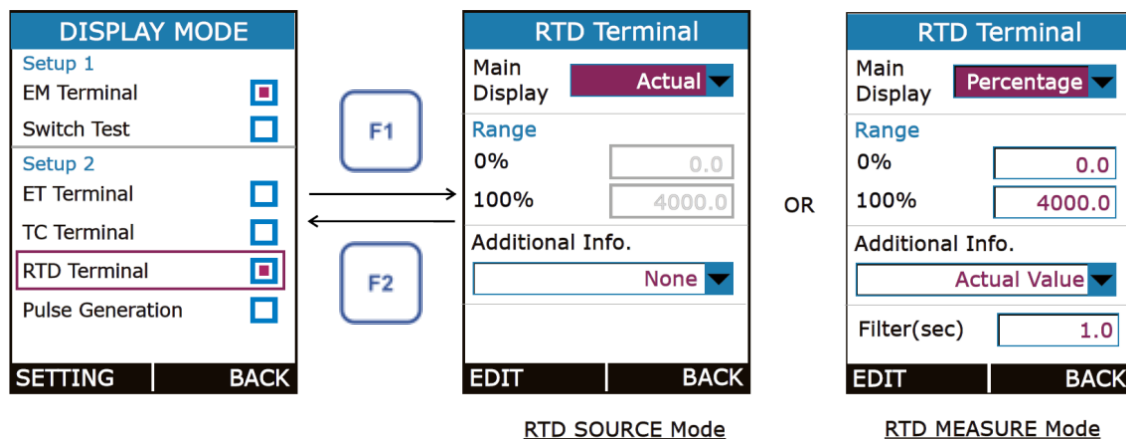 DISPLAY MODE
Setup 1
EM Terminal
Switch Test
Setup 2
ET Terminal
TC Terminal
RTD Terminal
Pulse Generation
SETTING BACK
F1
F2
RTD Terminal
Main
Display
Actual
Range
0% 0.0
100% 4000.0
Additional Info.
None
EDIT BACK
RTD SOURCE Mode
OR
RTD Terminal
Main
Display
Percentage
Range
0% 0.0
100% 4000.0
Additional Info.
Actual Value
Filter(sec) 1.0
EDIT BACK
RTD MEASURE Mode